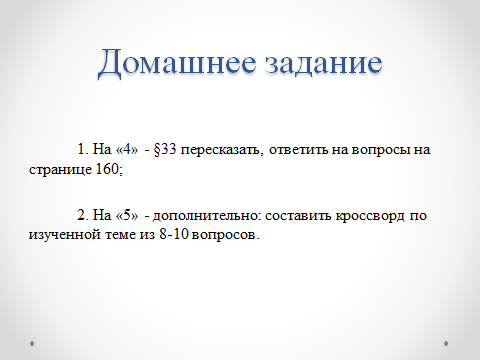 Домашнее задание
1. На «4» - §33 пересказать, ответить на вопросы на
странице 160;
2. На «5» - дополнительно: составить кроссворд по
изученной теме из 8-10 вопросов.